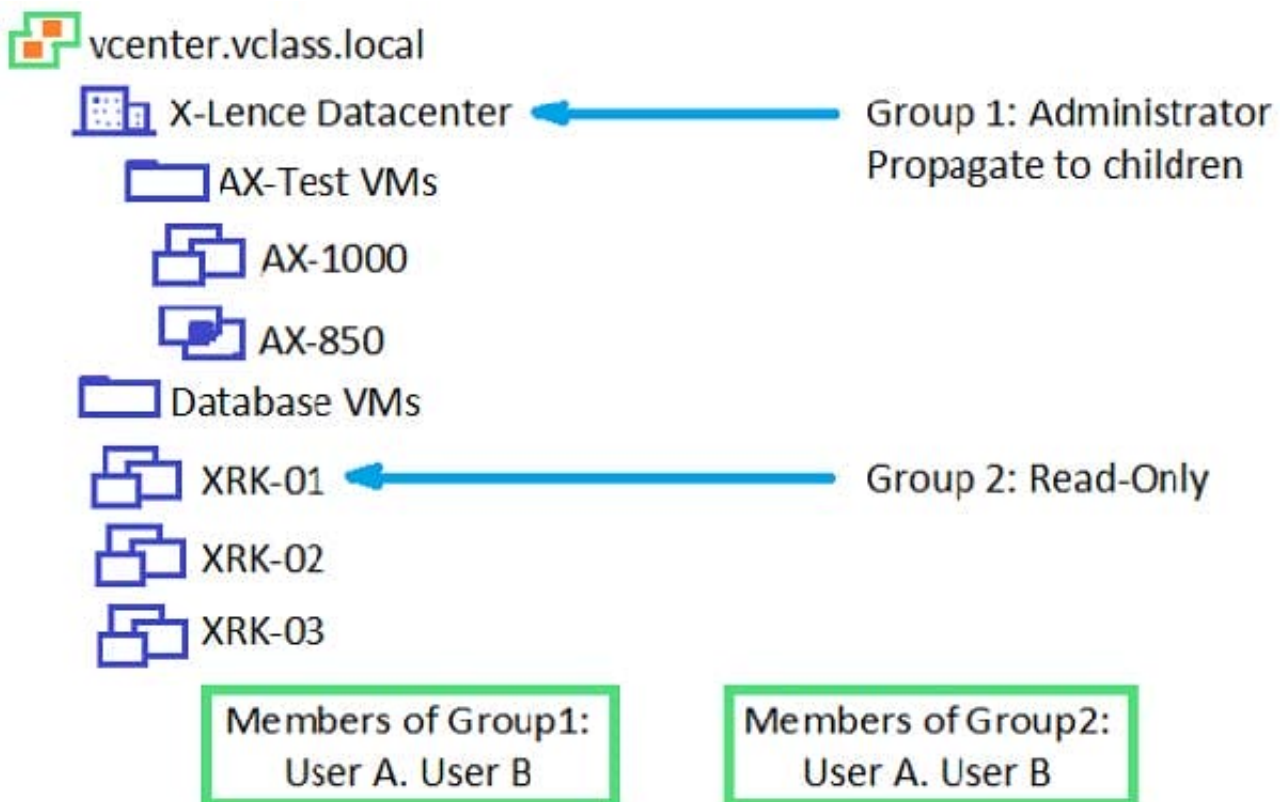 vcenter.vclass.local
X-Lence Datacenter
Group 1: Administrator
Propagate to children
AX-Test VMs
AX-1000
AX-850
Database VMs
XRK-01
Group 2: Read-Only
XRK-02
XRK-03
Members of Group1:
User A. User B
Members of Group2:
User A. User B